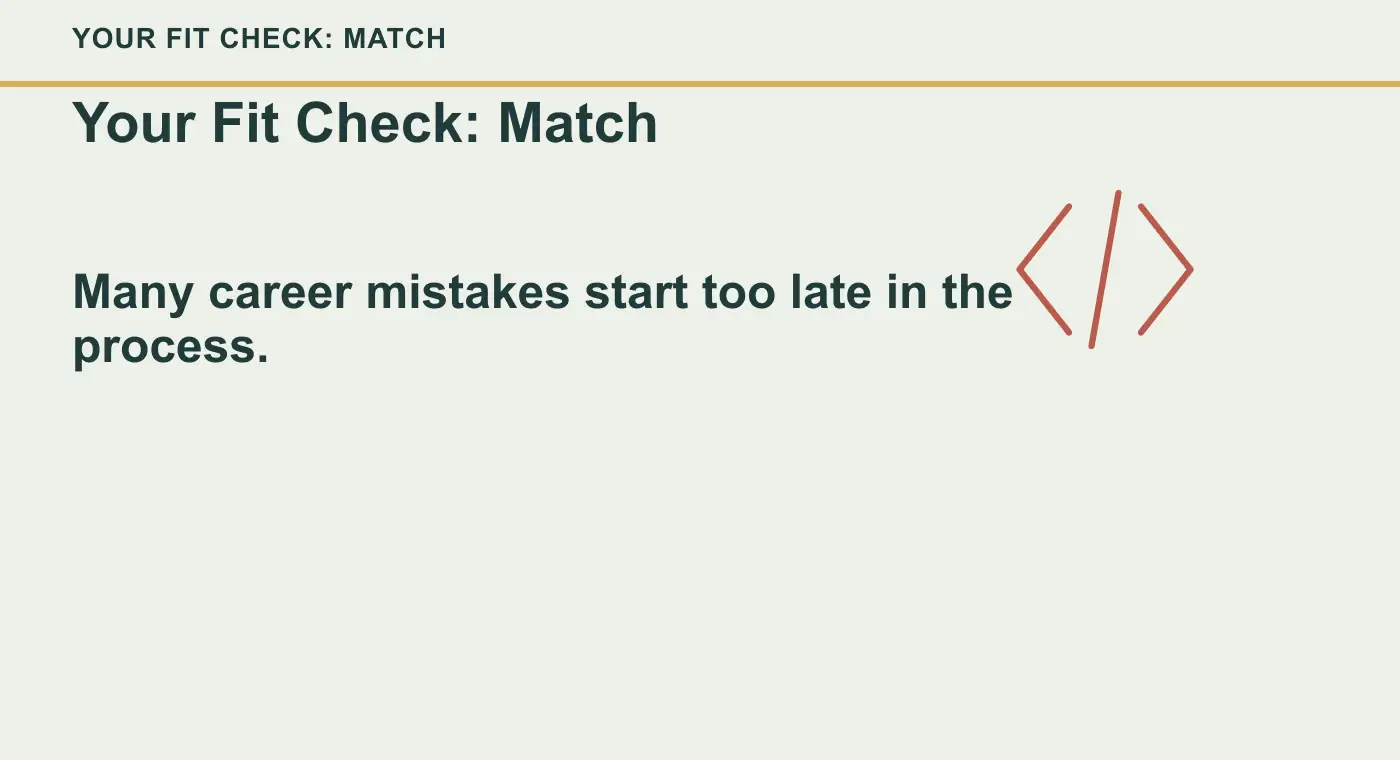 YOUR FIT CHECK: MATCH
Your Fit Check: Match
Many career mistakes start too late in the
process.